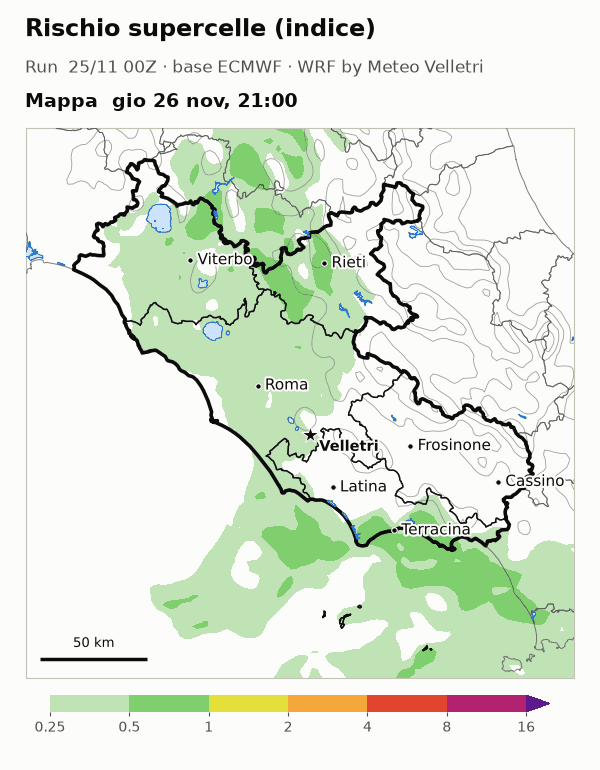 Rischio supercelle (indice)
Run  25/11 00Z · base ECMWF · WRF by Meteo Velletri
Mappa  gio 26 nov, 21:00
Viterbo
Rieti
Roma
Velletri
Frosinone
Latina
Cassino
Terracina
50 km
0.25 0.5 1 2 4 8 16